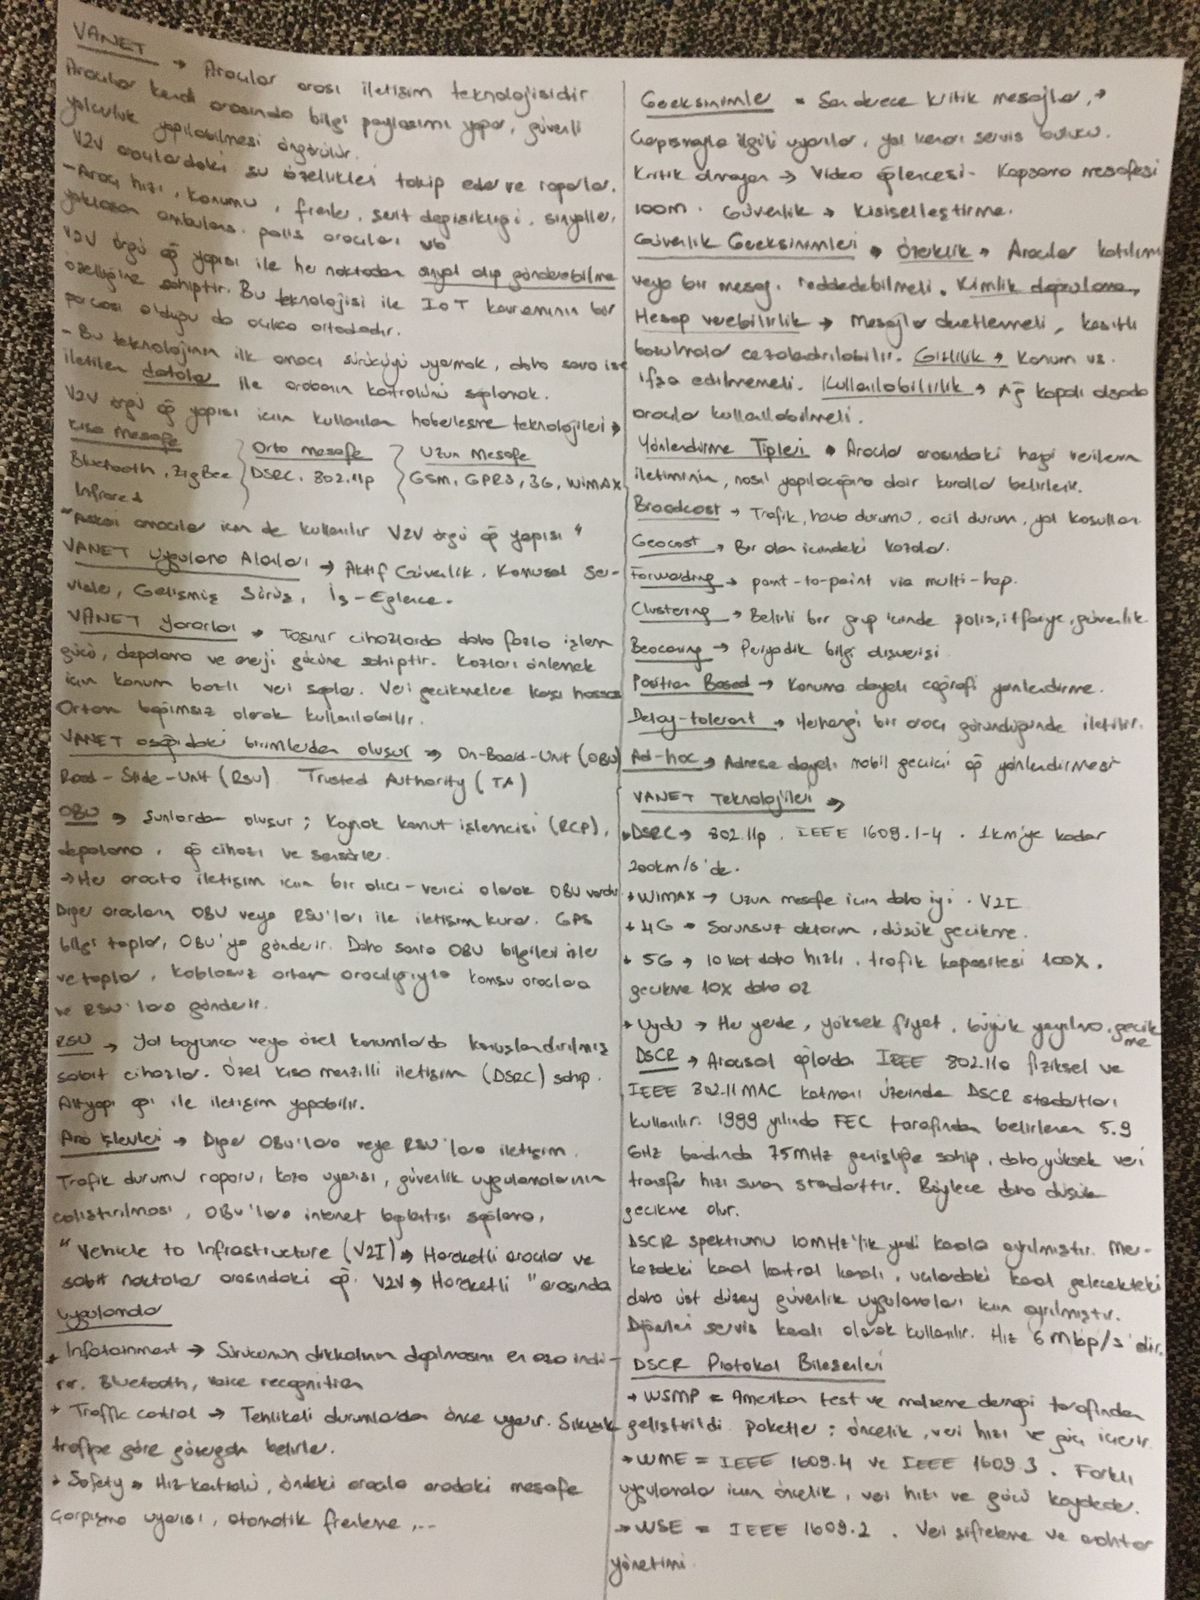 VANET → Araçlar arası iletişim teknolojisidir
Araçlar kendi arasında bilgi paylaşımı yapar, güvenli
yolculuk yapılabilmesi öngörülür.
V2V araçlardaki şu özellikleri takip eder ve raporlar.
- Araç hızı, konumu, frenler, şerit değişikliği, sinyaller,
yaklaşan ambulans, polis araçları vb
V2V örgü ağ yapısı ile her noktadan sinyal alıp gönderebilme
özelliğine sahiptir. Bu teknolojisi ile IoT kavramının bir
parçası olduğu da açıkca ortadadır.
- Bu teknolojinin ilk amacı sürücüyü uyarmak, daha sonra ise
iletilen datalar ile arabanın kontrolünü sağlamak.
V2V örgü ağ yapısı için kullanılan haberleşme teknolojileri →
Kısa Mesafe
Bluetooth, ZigBee
Infrared
Orta mesafe
DSRC, 802.11p
Uzun Mesafe
GSM, GPRS, 3G, WiMAX
"Askeri amaçlar için de kullanılır V2V örgü ağ yapısı"
VANET Uygulama Alanları → Aktif Güvenlik, Kamusal Ser-
visler, Gelişmiş Sürüş, İş-Eğlence.
VANET Yararları → Taşınır cihazlarda daha fazla işlem
gücü, depolama ve enerji gücüne sahiptir. Kazaları önlemek
için konum bazlı veri sağlar. Veri gecikmelere karşı hassas
Ortam bağımsız olarak kullanılabilir.
VANET aşağıdaki birimlerden oluşur → On-Board-Unit (OBU)
Road-Side-Unit (RSU) Trusted Authority (TA)
OBU → Şunlardan oluşur; Kaynak komut işlemcisi (RCP),
depolama, ağ cihazı ve sensörler.
→ Her araçta iletişim için bir alıcı-verici olarak OBU vardır
Diğer araçların OBU veya RSU'ları ile iletişim kurar. GPS
bilgi toplar, OBU'ya gönderir. Daha sonra OBU bilgileri izler
ve toplar, kablosuz ortam aracılığıyla komşu araçlara
ve RSU'lara gönderir.
RSU → Yol boyunca veya özel konumlarda konuşlandırılmış
sabit cihazlar. Özel kısa menzilli iletişim (DSRC) sahip.
Altyapı ağı ile iletişim yapabilir.
Ana işlevleri → Diğer OBU'lara veya RSU'lara iletişim.
Trafik durumu raporu, kaza uyarısı, güvenlik uygulamalarının
çalıştırılması, OBU'lara internet bağlantısı sağlama,
"Vehicle to Infrastructure (V2I) → Hareketli araçlar ve
sabit noktalar arasındaki ağ. V2V → Hareketli " arasında
Uygulamalar
→ Infotainment → Sürücünün dikkatinin dağılmasını en aza indi-
rir. Bluetooth, voice recognition
→ Traffic control → Tehlikeli durumlardan önce uyarır. Sıkışık
trafiğe göre güzergah belirler.
→ Safety → Hız kontrolü, öndeki araçla aradaki mesafe
Çarpışma uyarısı, otomatik frenleme...
Gereksinimler = Son derece kritik mesajlar, →
Çarpışmayla ilgili uyarılar, yol kenarı servis bulucu.
Kritik olmayan → Video eğlencesi. Kapsama mesafesi
100m. Güvenlik → Kişiselleştirme.
Güvenlik Gereksinimleri → Özerklik → Araçlar katılımı
veya bir mesajı reddedebilmeli. Kimlik doğrulama,
Hesap verebilirlik → Mesajlar denetlenmeli, kasıtlı
bozulmalar cezalandırılabilir. Gizlilik → Konum vs.
ifşa edilmemeli. Kullanılabilirlik → Ağ kapalı olsada
araçlar kullanılabilmeli.
Yönlendirme Tipleri → Araçlar arasındaki hangi verilerin
iletiminin, nasıl yapılacağına dair kurallar belirlenir.
Broadcast → Trafik, hava durumu, acil durum, yol koşulları
Geocast → Bir alan içindeki kazalar.
Forwarding → point-to-point via multi-hop.
Clustering → Belirli bir grup içinde polis, itfaiye, güvenlik
Beaconing → Periyodik bilgi alışverişi.
Position Based → Konuma dayalı coğrafi yönlendirme.
Delay-tolerant → Herhangi bir araç göründüğünde iletilir.
Ad-hoc → Adrese dayalı mobil geçici ağ yönlendirmesi
VANET Teknolojileri →
→ DSRC → 802.11p. IEEE 1609.1-4. 1km'ye kadar
200km/s'de.
→ WiMAX → Uzun mesafe için daha iyi. V2I
→ 4G → Sorunsuz aktarım, düşük gecikme.
→ 5G → 10 kat daha hızlı, trafik kapasitesi 100X.
gecikme 10X daha az
→ Uydu → Her yerde, yüksek fiyat, büyük yayılma, gecik
me
DSCR → Araçsal ağlarda IEEE 802.11a fiziksel ve
IEEE 802.11 MAC katmanı üzerinde DSCR standartları
kullanılır. 1999 yılında FEC tarafından belirlenen 5.9
GHz bandında 75MHz genişliğe sahip, daha yüksek veri
transfer hızı sunan standarttır. Böylece daha düşük
gecikme olur.
DSCR spektrumu 10MHz'lik yedi kanala ayrılmıştır. Mer-
kezdeki kanal kontrol kanalı, uclardaki kanal gelecekteki
daha üst düzey güvenlik uygulamaları için ayrılmıştır.
Diğerleri servis kanalı olarak kullanılır. Hız 6 Mbp/s'dir.
DSCR Protokol Bileşenleri
→ WSMP = Amerikan test ve malzeme derneği tarafından
geliştirildi. Paketler: öncelik, veri hızı ve gücü içerir.
→ WME = IEEE 1609.4 ve IEEE 1609.3. Farklı
uygulamalar için öncelik, veri hızı ve gücü kaydeder.
→ WSE = IEEE 1609.2. Veri şifreleme ve anahtar
yönetimi.